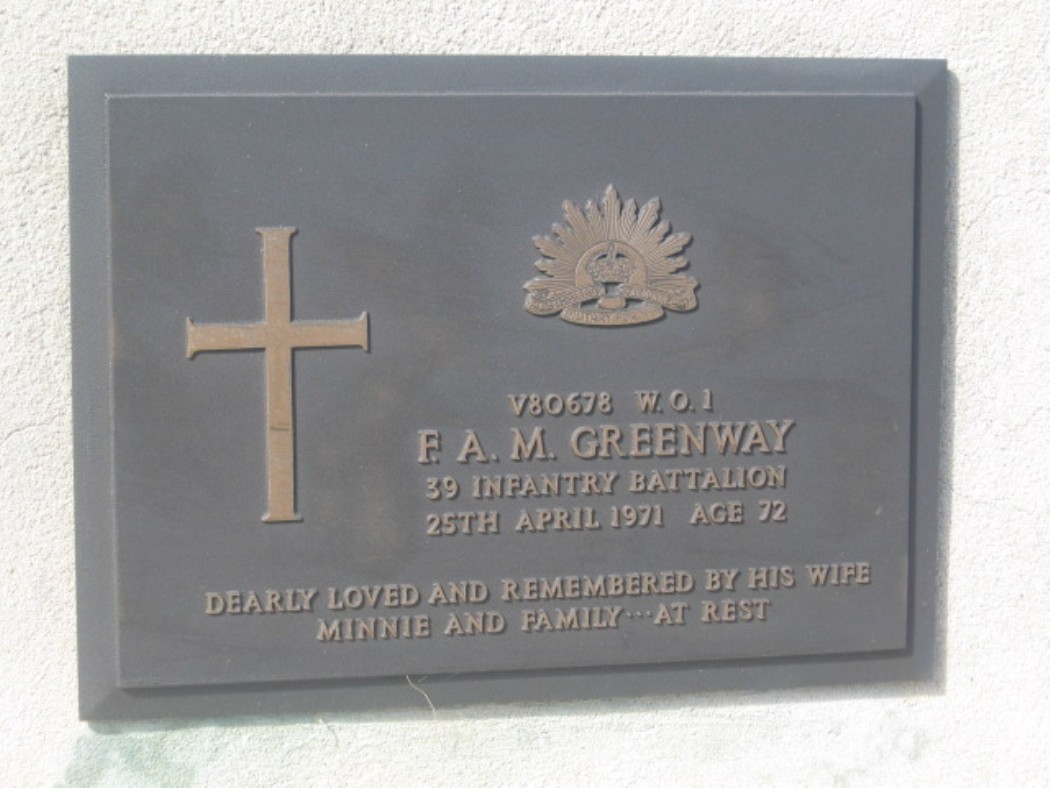 V80678 W.O.1
F. A. M. GREENWAY
39 INFANTRY BATTALION
25TH APRIL 1971 AGE 72
DEARLY LOVED AND REMEMBERED BY HIS WIFE
MINNIE AND FAMILY···AT REST